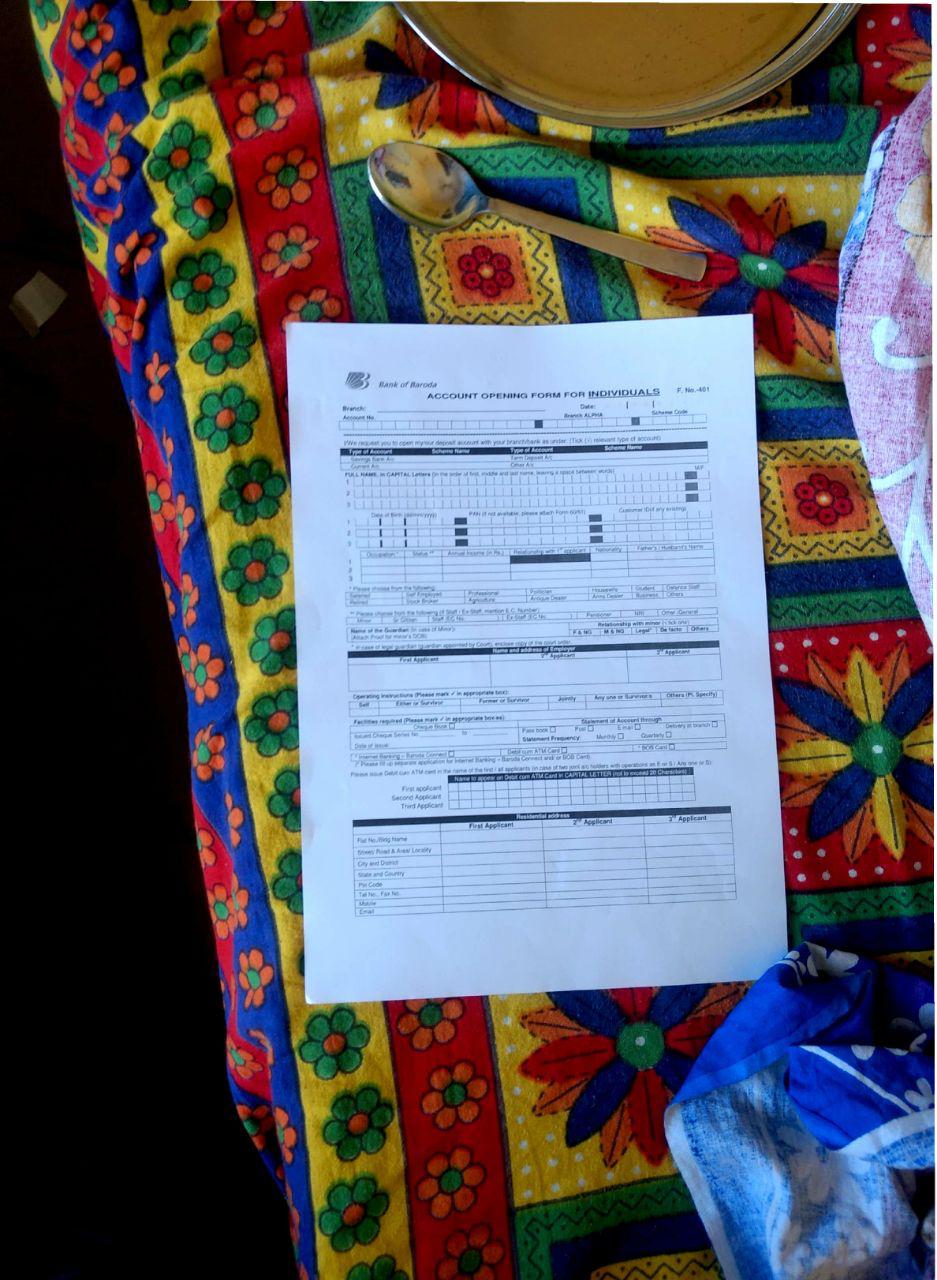 Bank of Baroda
ACCOUNT OPENING FORM FOR INDIVIDUALS F. No.-401
Branch: Date:
Account No. Branch ALPHA Scheme Code
I/We request you to open my/our deposit account with your branch/bank as under: (Tick (√) relevant type of account)
Type of Account Scheme Name Type of Account Scheme Name
Savings Bank A/c Term Deposit A/c
Current A/c Other A/c
FULL NAME, in CAPITAL Letters (in the order of first, middle and last name, leaving a space between words) M/F
1
2
3
Date of Birth (dd/mm/yyyy) PAN (if not available, please attach Form 60/61) Customer ID(if any existing)
1
2
3
Occupation * Status ** Annual Income (in Rs.) Relationship with 1st applicant Nationality Father's / Husband's Name
1
2
3
* Please choose from the following:
Salaried Self Employed Professional Politician Housewife Student Defence Staff
Retired Stock Broker Agriculture Antique Dealer Arms Dealer Business Others
** Please choose from the following (if Staff / Ex-Staff, mention E.C. Number)
Minor Sr Citizen Staff (EC No. Ex-Staff (EC No. Pensioner NRI Other /General
Name of the Guardian (in case of Minor): Relationship with minor (√ tick one)
(Attach Proof for minor's DOB) F & NG M & NG Legal* De facto Others
* In case of legal guardian (guardian appointed by Court), enclose copy of the court order.
Name and address of Employer
First Applicant 2nd Applicant 3rd Applicant
Operating Instructions (Please mark ✓ in appropriate box):
Self Either or Survivor Former or Survivor Jointly Any one or Survivor/s Others (Pl. Specify)
Facilities required (Please mark ✓ in appropriate boxes): Statement of Account through
Cheque Book Pass book Post E-mail Delivery at branch
Issued Cheque Series No. to Statement Frequency: Monthly Quarterly
Date of issue:
* Internet Banking – Baroda Connect Debit cum ATM Card * BOB Card
(* Please fill up separate application for Internet Banking – Baroda Connect and/or BOB Card)
Please issue Debit cum ATM card in the name of the first / all applicants (in case of two joint a/c holders with operations as E or S / Any one or S):
Name to appear on Debit cum ATM Card in CAPITAL LETTER (not to exceed 20 Characters)
First applicant
Second Applicant
Third Applicant
Residential address
First Applicant 2nd Applicant 3rd Applicant
Flat No./Bldg Name
Street/ Road & Area/ Locality
City and District
State and Country
Pin Code
Tel No., Fax No.
Mobile
Email